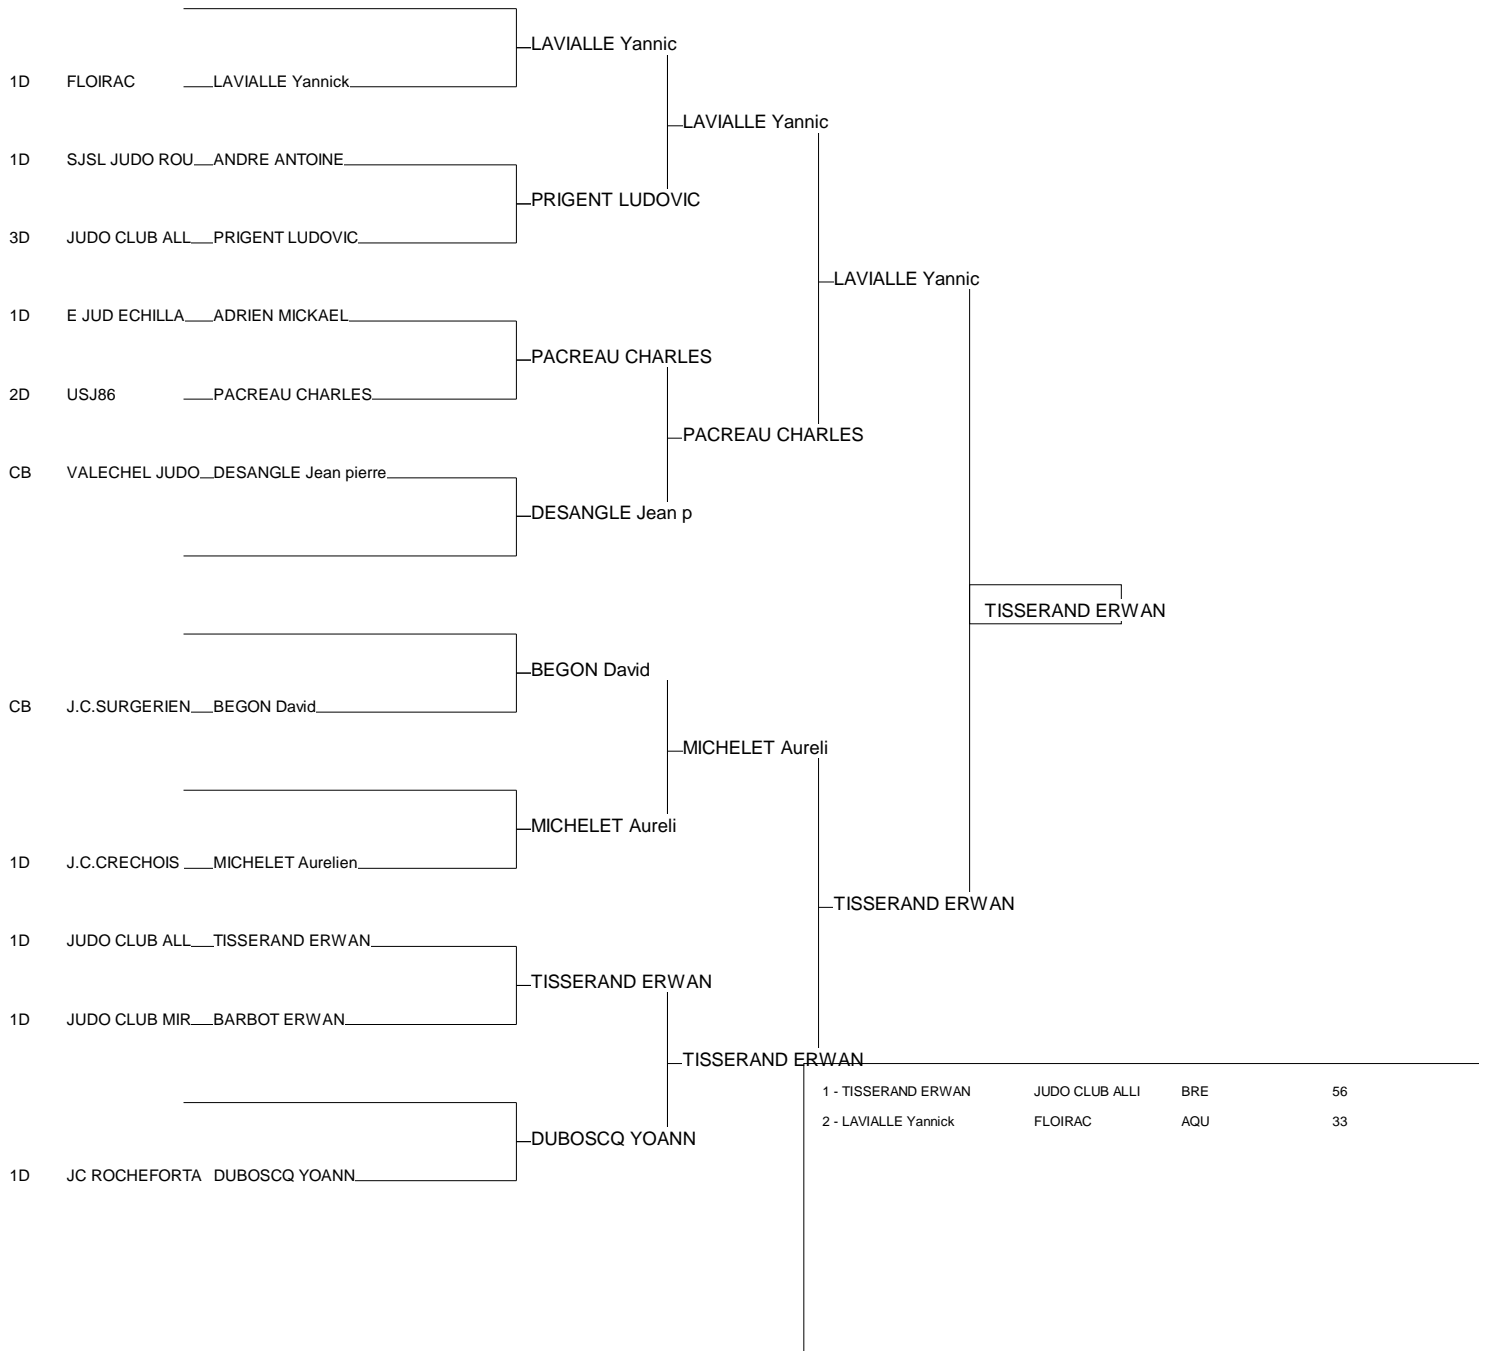 LAVIALLE Yannic
1D FLOIRAC LAVIALLE Yannick
LAVIALLE Yannic
1D SJSL JUDO ROU ANDRE ANTOINE
PRIGENT LUDOVIC
3D JUDO CLUB ALL PRIGENT LUDOVIC
LAVIALLE Yannic
1D E JUD ECHILLA ADRIEN MICKAEL
PACREAU CHARLES
2D USJ86 PACREAU CHARLES
PACREAU CHARLES
CB VALECHEL JUDO DESANGLE Jean pierre
DESANGLE Jean p
TISSERAND ERWAN
BEGON David
CB J.C.SURGERIEN BEGON David
MICHELET Aureli
MICHELET Aureli
1D J.C.CRECHOIS MICHELET Aurelien
TISSERAND ERWAN
1D JUDO CLUB ALL TISSERAND ERWAN
TISSERAND ERWAN
1D JUDO CLUB MIR BARBOT ERWAN
TISSERAND ERWAN
1 - TISSERAND ERWAN JUDO CLUB ALLI BRE 56
2 - LAVIALLE Yannick FLOIRAC AQU 33
DUBOSCQ YOANN
1D JC ROCHEFORTA DUBOSCQ YOANN